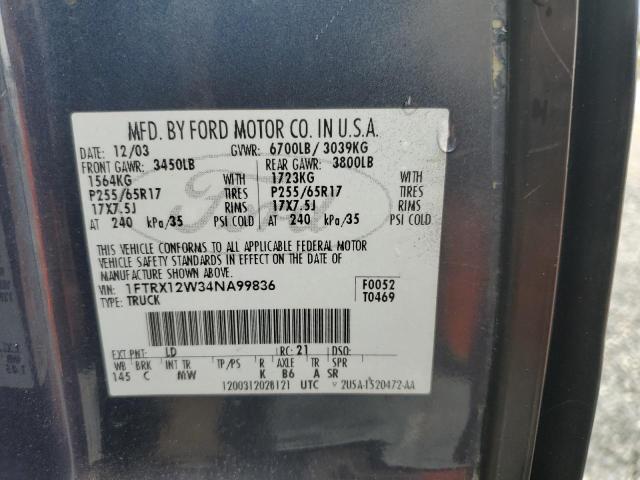 MFD. BY FORD MOTOR CO. IN U.S.A.
DATE: 12/03 GVWR: 6700LB/ 3039KG
FRONT GAWR: 3450LB REAR GAWR: 3800LB
1564KG WITH 1723KG WITH
P255/65R17 TIRES P255/65R17 TIRES
17X7.5J RIMS 17X7.5J RIMS
AT 240 kPa/35 PSI COLD AT 240 kPa/35 PSI COLD
Ford
THIS VEHICLE CONFORMS TO ALL APPLICABLE FEDERAL MOTOR
VEHICLE SAFETY STANDARDS IN EFFECT ON THE DATE OF
MANUFACTURE SHOWN ABOVE.
VIN: 1FTRX12W34NA99836 F0052
TYPE: TRUCK T0469
EXT PNT: LD RC: 21 DSO:
WB BRK INT TR TP/PS R AXLE TR SPR
145 C MW K B6 A SR
UTC